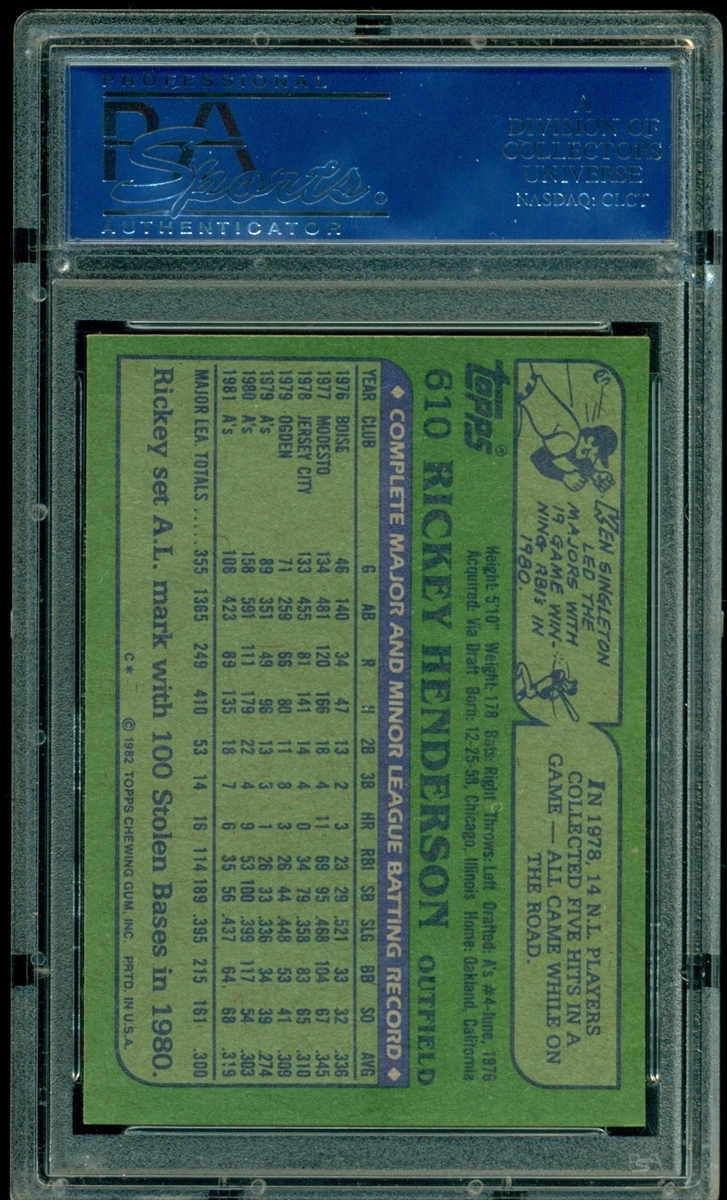 PROFESSIONAL
PSA
Sports®
AUTHENTICATOR
A
DIVISION OF
COLLECTORS
UNIVERSE
NASDAQ: CLCT
KEN SINGLETON
LED THE
MAJORS WITH
19 GAME WIN-
NING RBI's IN
1980.
IN 1978, 14 N.L. PLAYERS
COLLECTED FIVE HITS IN A
GAME — ALL CAME WHILE ON
THE ROAD.
topps®
Height: 5'10" Weight: 178 Bats: Right Throws: Left Drafted: A's #4-June, 1976
Acquired: Via Draft Born: 12-25-58, Chicago, Illinois Home: Oakland, California
610 RICKEY HENDERSON OUTFIELD
◆ COMPLETE MAJOR AND MINOR LEAGUE BATTING RECORD ◆
YEAR CLUB G AB R H 2B 3B HR RBI SB SLG BB SO AVG
1976 BOISE 46 140 34 47 13 2 3 23 29 .521 33 32 .336
1977 MODESTO 134 481 120 166 18 4 11 69 95 .468 104 67 .345
1978 JERSEY CITY 133 455 81 141 14 4 0 34 79 .358 83 65 .310
1979 OGDEN 71 259 66 80 11 8 3 26 44 .448 53 41 .309
1979 A's 89 351 49 96 13 3 1 26 33 .336 34 39 .274
1980 A's 158 591 111 179 22 4 9 53 100 .399 117 54 .303
1981 A's 108 423 89 135 18 7 6 35 56 .437 64 68 .319
MAJOR LEA. TOTALS ..... 355 1365 249 410 53 14 16 114 189 .395 215 161 .300
Rickey set A.L. mark with 100 Stolen Bases in 1980.
C* © 1982 TOPPS CHEWING GUM, INC. PRTD. IN U.S.A.
PSA